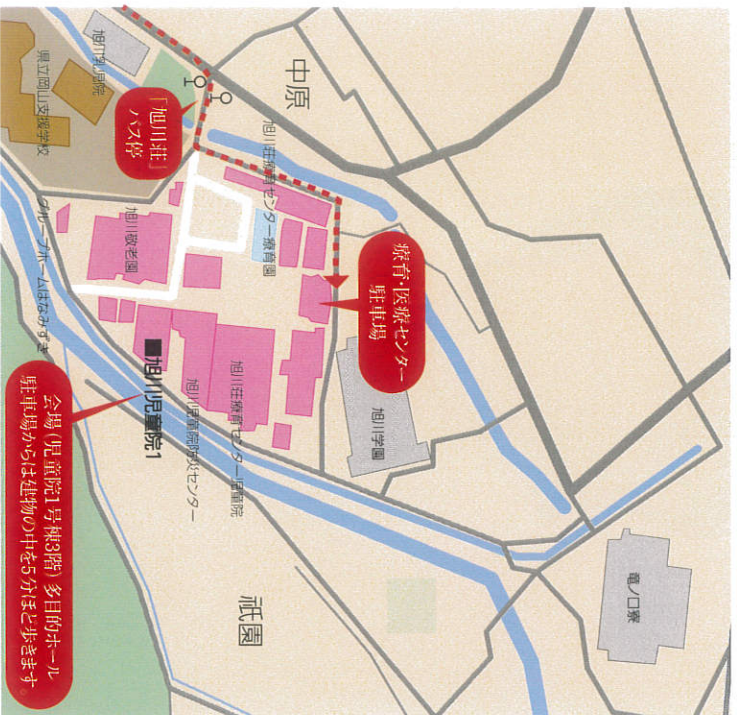 中原
旭川乳児院
県立岡山支援学校
「旭川荘」
バス停
旭川荘療育センター療育園
旭川敬老園
グループホームはなみずき
療育・医療センター
駐車場
旭川学園
旭川荘療育センター児童院
旭川児童院防災センター
■旭川児童院1
竜ノ口寮
祇園
会場（児童院1号棟3階）多目的ホール
駐車場からは建物の中を5分ほど歩きます。